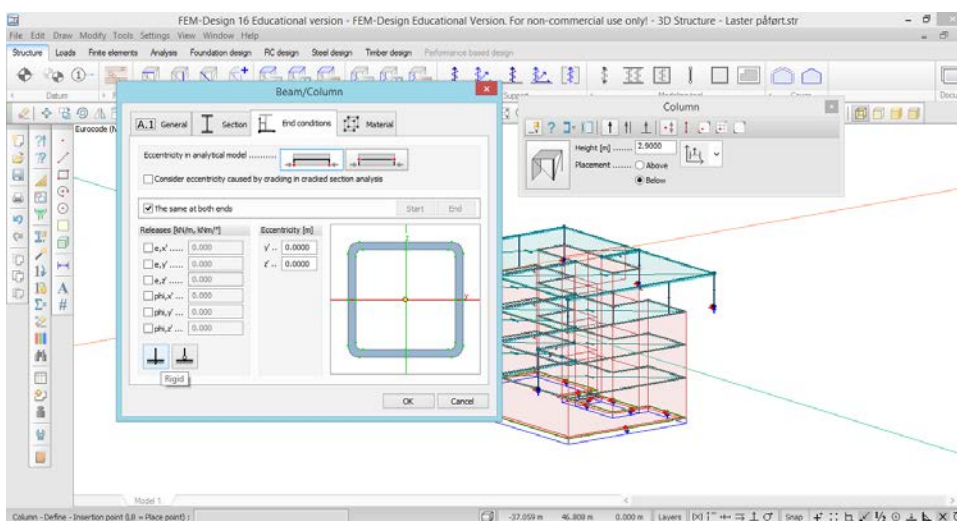 FEM-Design 16 Educational version - FEM-Design Educational Version. For non-commercial use only! - 3D Structure - Laster påført.str
File Edit Draw Modify Tools Settings View Window Help
Structure Loads Finite elements Analysis Foundation design RC design Steel design Timber design Performance based design
Datum
Support
Eurocode
Beam/Column
A.1 General Section End conditions Material
Eccentricity in analytical model
Consider eccentricity caused by cracking in cracked section analysis
The same at both ends Start End
Releases [kN/m, kNm/°] Eccentricity [m]
e,x' ..... 0.000 y' .. 0.0000
e,y' ..... 0.000 z' .. 0.0000
e,z' ..... 0.000
phi,x' ... 0.000
phi,y' ... 0.000
phi,z' ... 0.000
Rigid
OK Cancel
Column
Height [m] ....... 2.9000
Placement ....... Above
Below
Model 1
Column - Define - Insertion point (LB = Place point) : -37.059 m 46.808 m 0.000 m Layers Snap